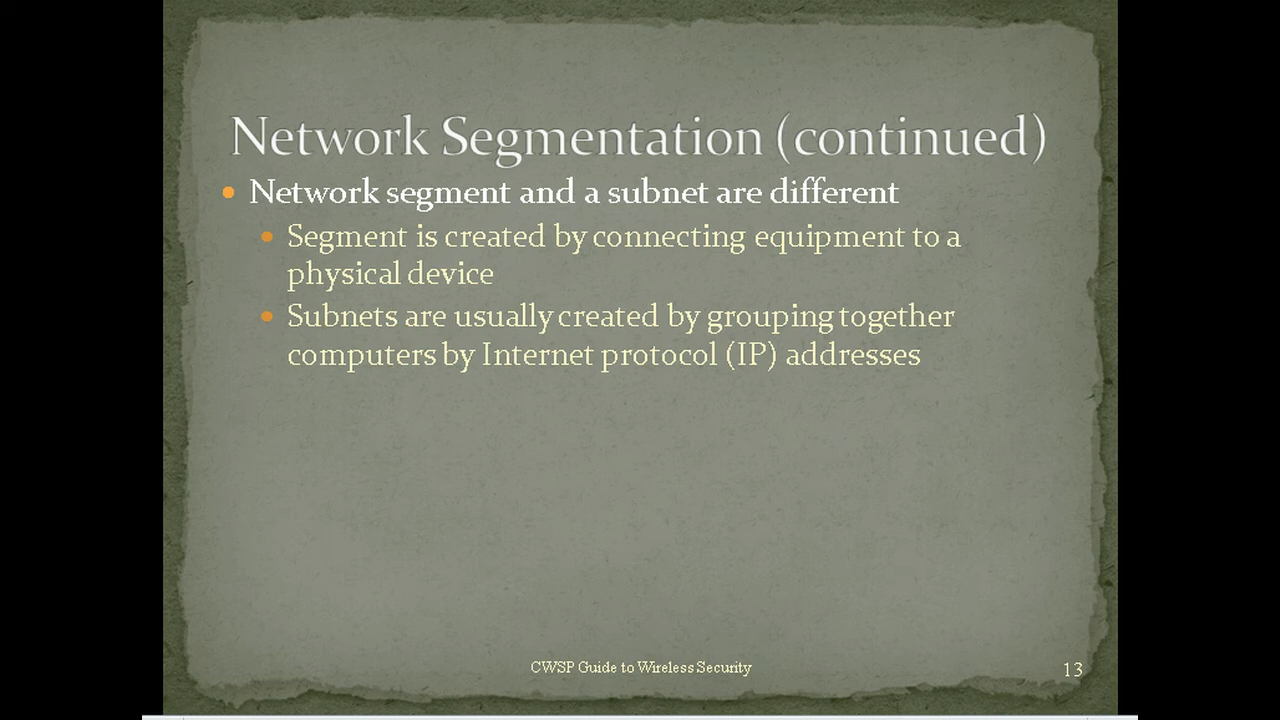 Network Segmentation (continued)
• Network segment and a subnet are different
• Segment is created by connecting equipment to a
physical device
• Subnets are usually created by grouping together
computers by Internet protocol (IP) addresses
CWSP Guide to Wireless Security
13